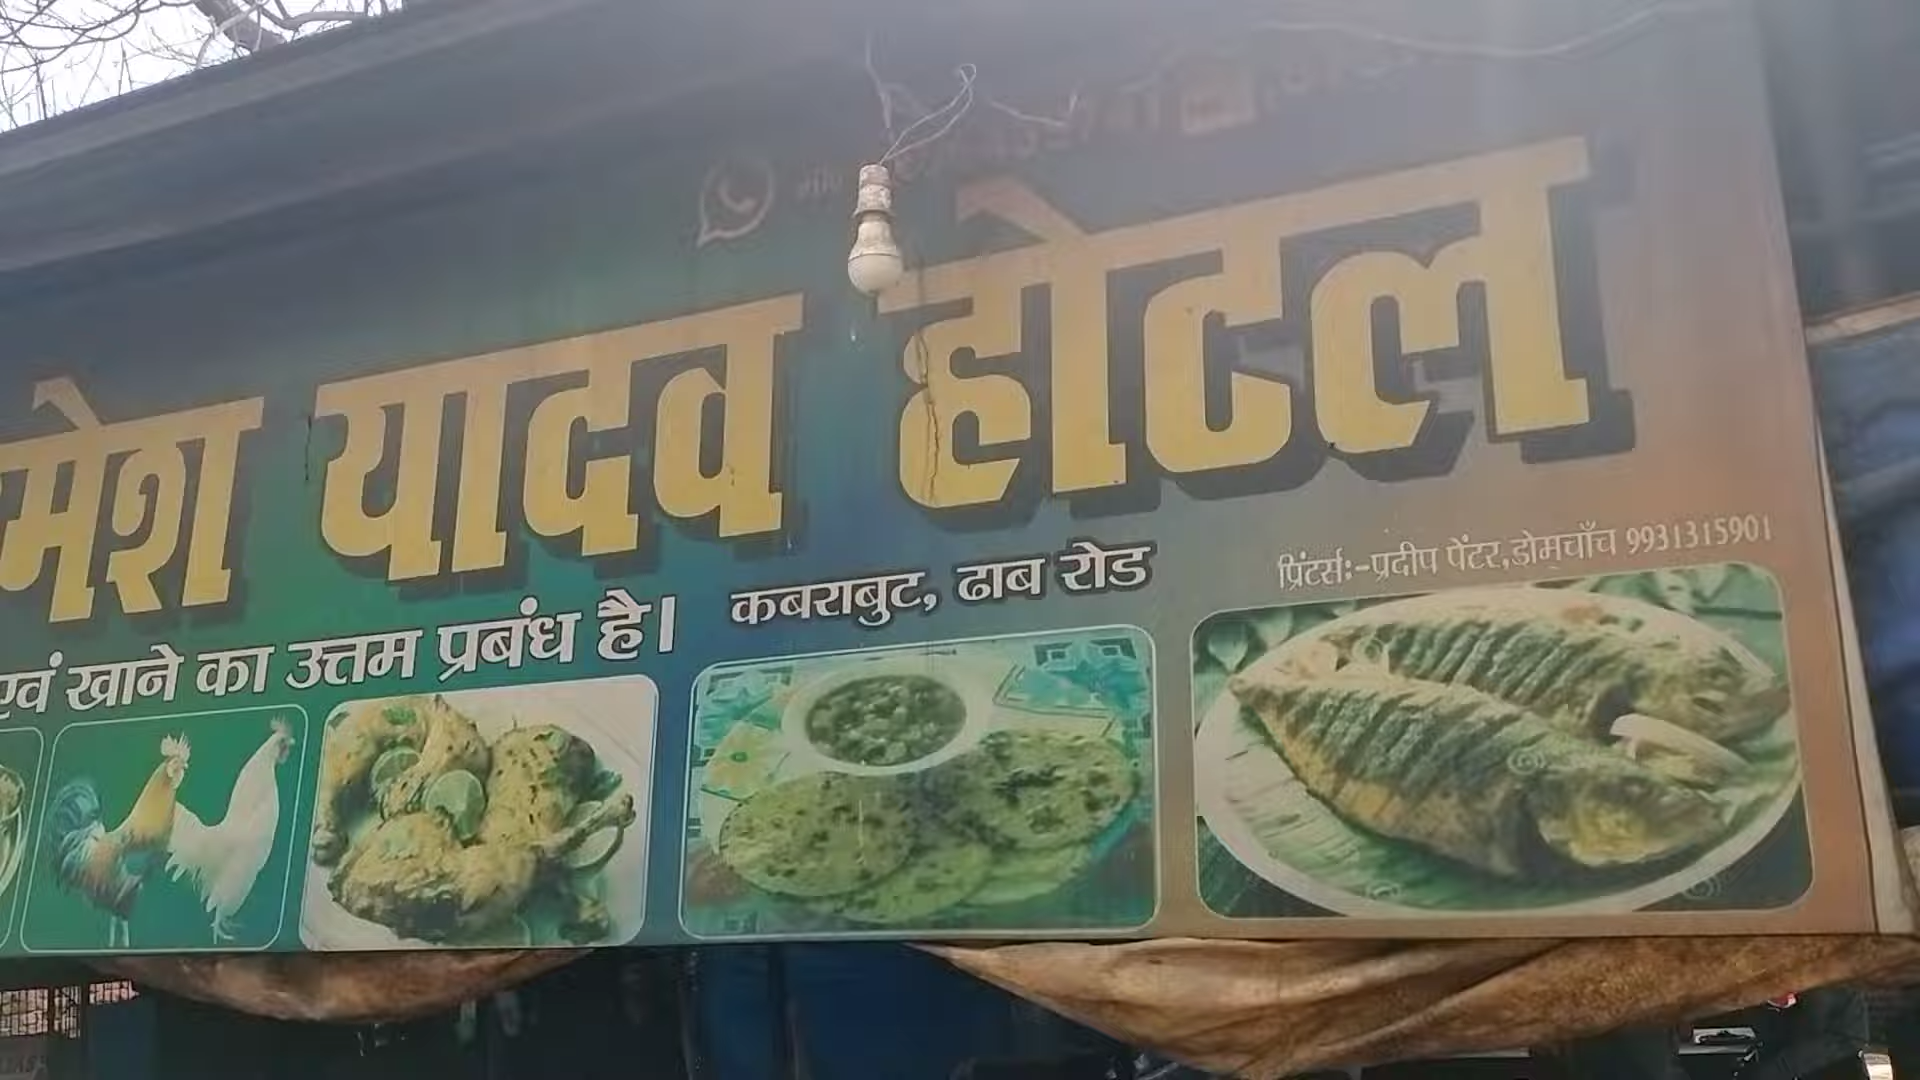 मेश यादव होटल
एवं खाने का उत्तम प्रबंध है।
कबराबुट, ढाब रोड
प्रिंटर्स:-प्रदीप पेंटर,डोमचाँच 9931315901